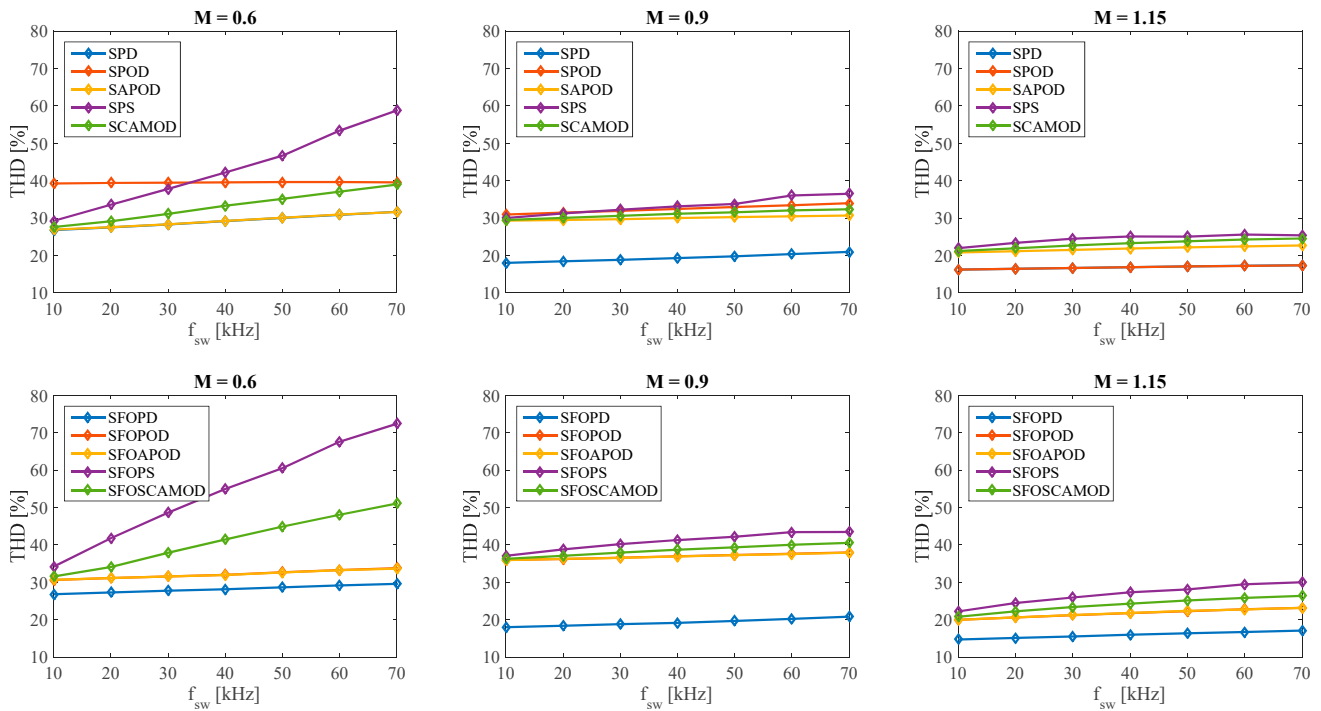 M = 0.6
80
70
60
50
40
30
20
10
THD [%]
SPD
SPOD
SAPOD
SPS
SCAMOD
10 20 30 40 50 60 70
f_sw [kHz]
M = 0.9
80
70
60
50
40
30
20
10
THD [%]
SPD
SPOD
SAPOD
SPS
SCAMOD
10 20 30 40 50 60 70
f_sw [kHz]
M = 1.15
80
70
60
50
40
30
20
10
THD [%]
SPD
SPOD
SAPOD
SPS
SCAMOD
10 20 30 40 50 60 70
f_sw [kHz]
M = 0.6
80
70
60
50
40
30
20
10
THD [%]
SFOPD
SFOPOD
SFOAPOD
SFOPS
SFOSCAMOD
10 20 30 40 50 60 70
f_sw [kHz]
M = 0.9
80
70
60
50
40
30
20
10
THD [%]
SFOPD
SFOPOD
SFOAPOD
SFOPS
SFOSCAMOD
10 20 30 40 50 60 70
f_sw [kHz]
M = 1.15
80
70
60
50
40
30
20
10
THD [%]
SFOPD
SFOPOD
SFOAPOD
SFOPS
SFOSCAMOD
10 20 30 40 50 60 70
f_sw [kHz]